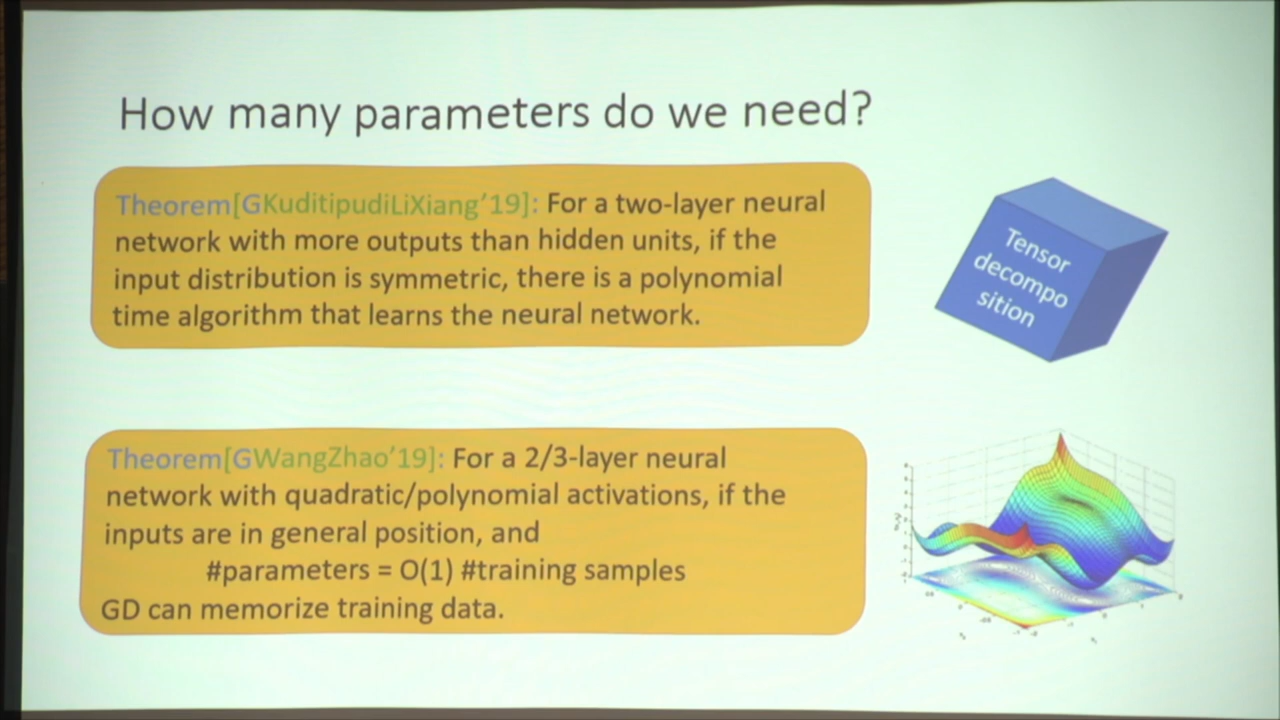 How many parameters do we need?
Theorem[GKuditipudiLiXiang'19]: For a two-layer neural
network with more outputs than hidden units, if the
input distribution is symmetric, there is a polynomial
time algorithm that learns the neural network.
Tensor
decompo
sition
Theorem[GWangZhao'19]: For a 2/3-layer neural
network with quadratic/polynomial activations, if the
inputs are in general position, and
#parameters = O(1) #training samples
GD can memorize training data.